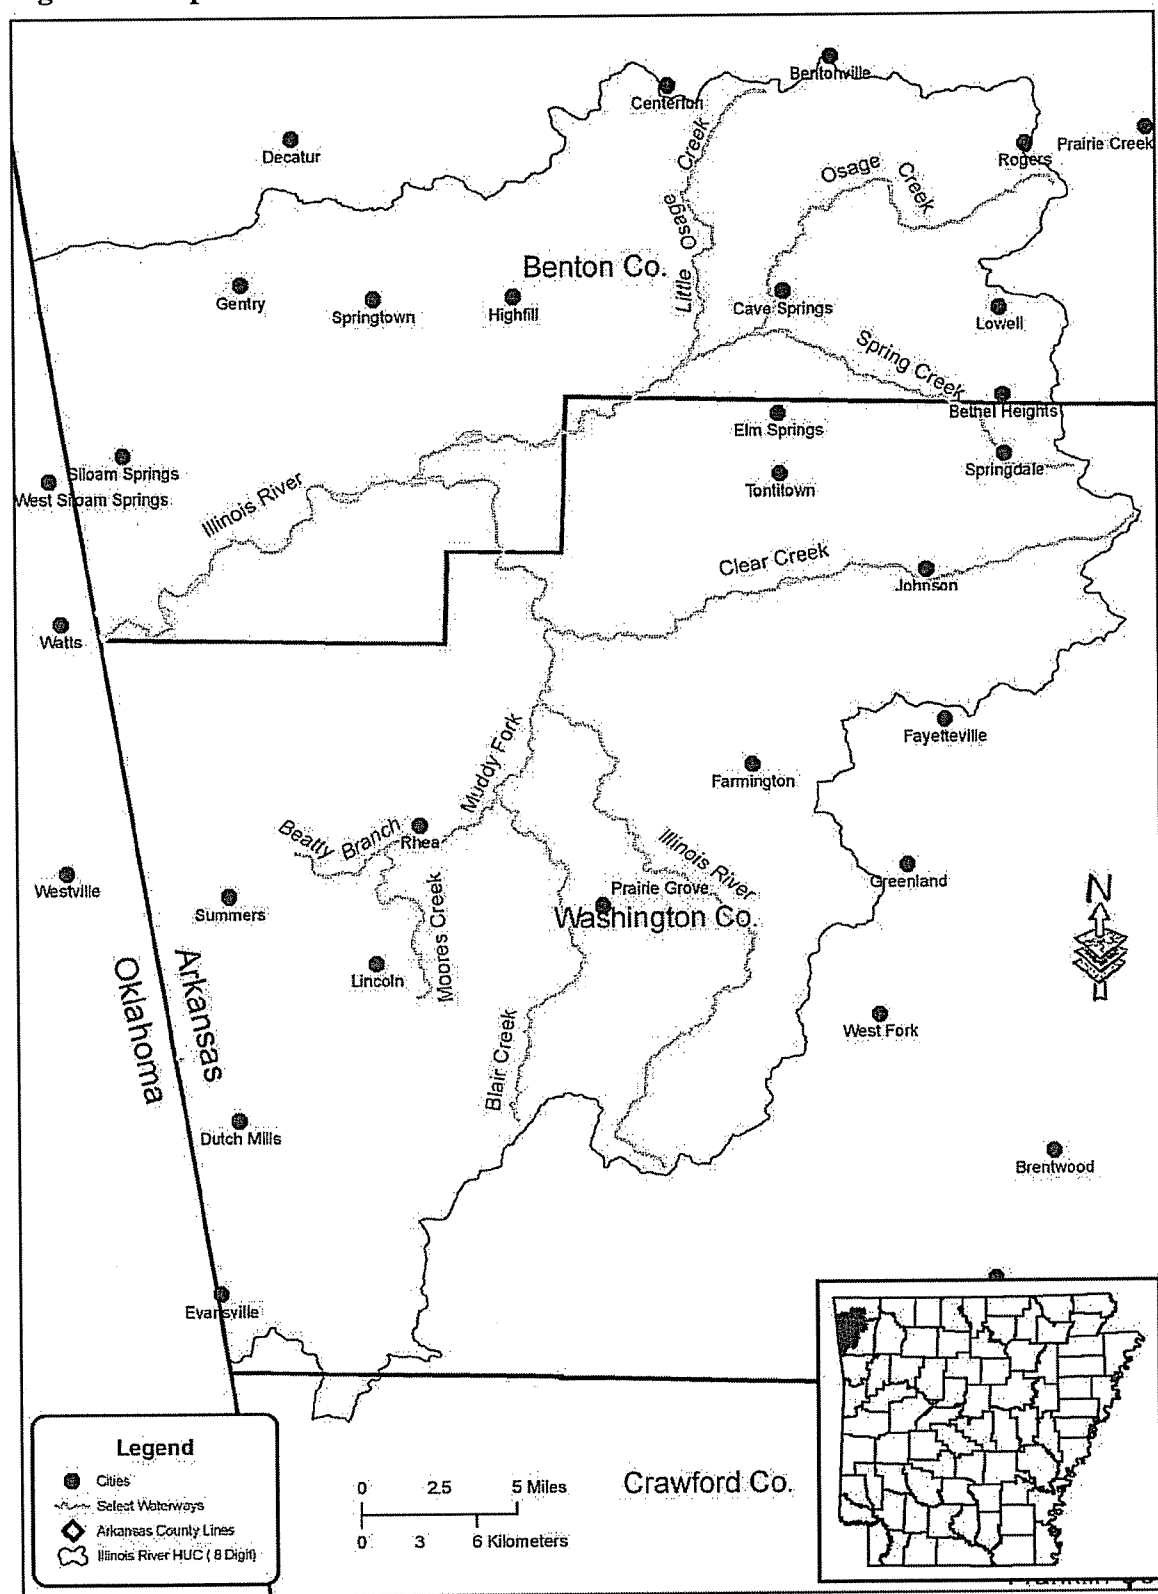 Bentonville
Centerton
Decatur
Prairie Creek
Rogers
Osage
Creek
Little Osage Creek
Benton Co.
Gentry
Springtown
Highfill
Cave Springs
Lowell
Spring Creek
Bethel Heights
Elm Springs
Siloam Springs
West Siloam Springs
Springdale
Tontitown
Illinois River
Clear Creek
Johnson
Watts
Fayetteville
Muddy Fork
Farmington
Beatty Branch
Rhea
Illinois River
Westville
Greenland
Prairie Grove
Summers
Washington Co.
Moores Creek
N
Lincoln
Arkansas
Oklahoma
West Fork
Blair Creek
Dutch Mills
Brentwood
Evansville
Legend
Cities
Select Waterways
Arkansas County Lines
Illinois River HUC ( 8 Digit)
0 2.5 5 Miles
0 3 6 Kilometers
Crawford Co.